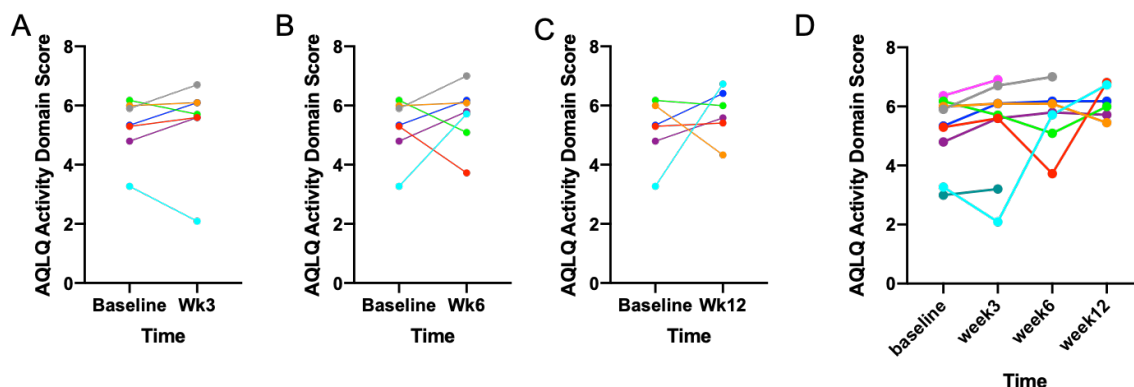 A
AQLQ Activity Domain Score
8
6
4
2
0
Baseline Wk3
Time
B
AQLQ Activity Domain Score
8
6
4
2
0
Baseline Wk6
Time
C
AQLQ Activity Domain Score
8
6
4
2
0
Baseline Wk12
Time
D
AQLQ Activity Domain Score
8
6
4
2
0
baseline
week3
week6
week12
Time